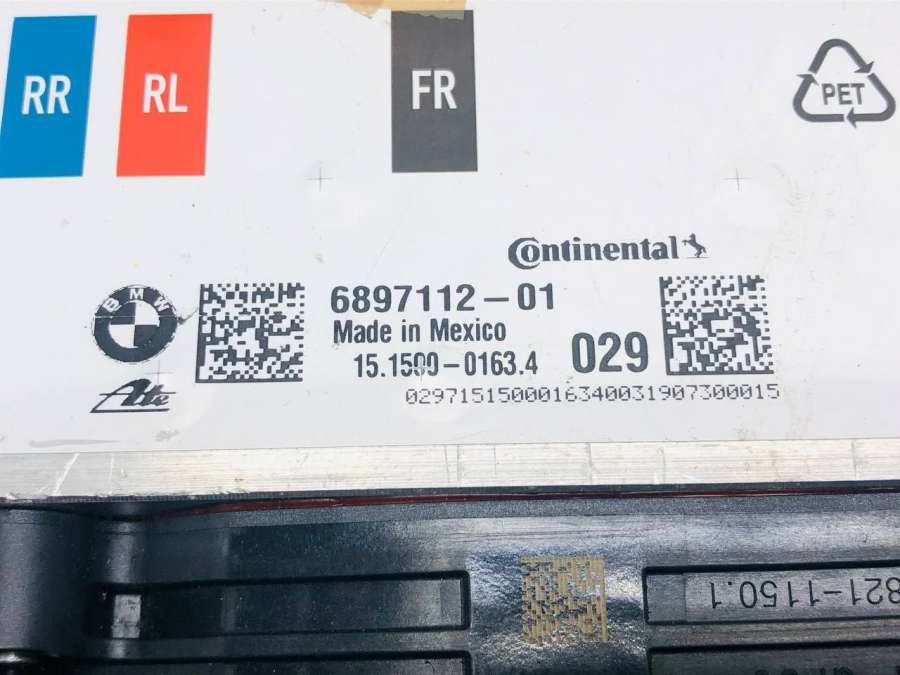 RR RL FR
PET
Continental
BMW
6897112-01
Made in Mexico
15.1500-0163.4 029
Ate
0297151500016340031907300015
821-1150.1